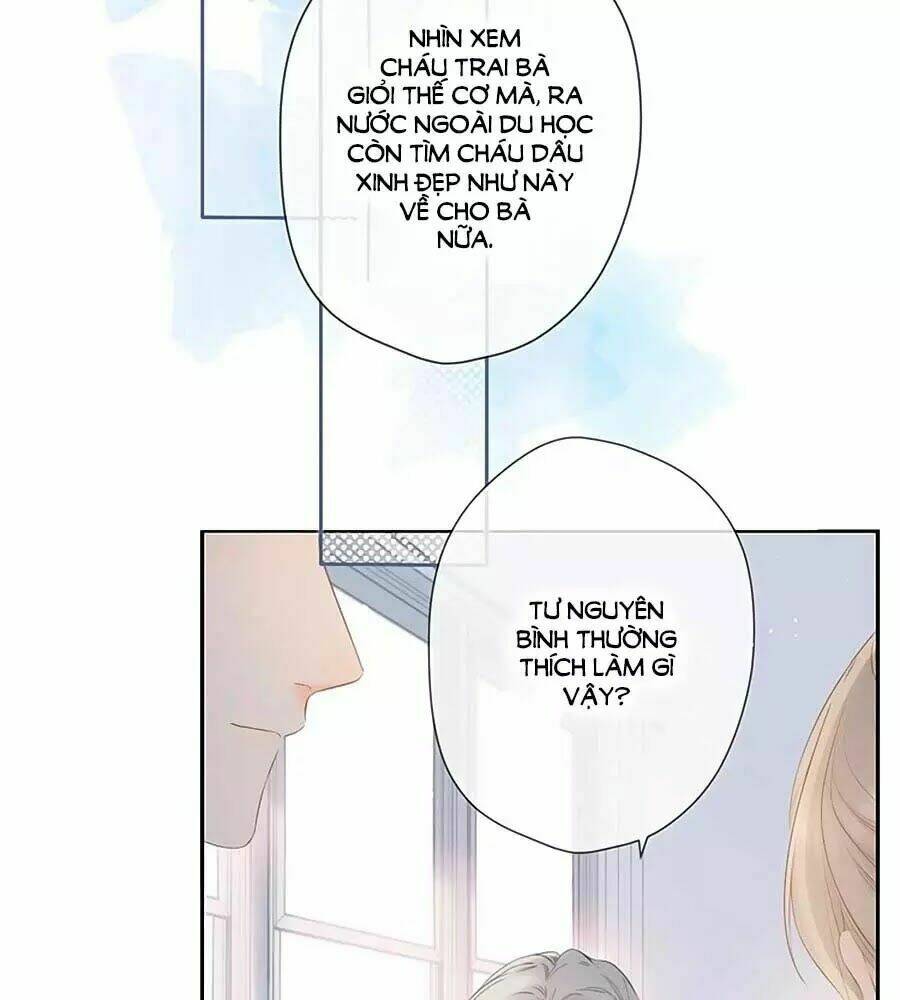 NHÌN XEM
CHÁU TRAI BÀ
GIỎI THẾ CƠ MÀ, RA
NƯỚC NGOÀI DU HỌC
CÒN TÌM CHÁU DÂU
XINH ĐẸP NHƯ NÀY
VỀ CHO BÀ
NỮA.
TƯ NGUYÊN
BÌNH THƯỜNG
THÍCH LÀM GÌ
VẬY?